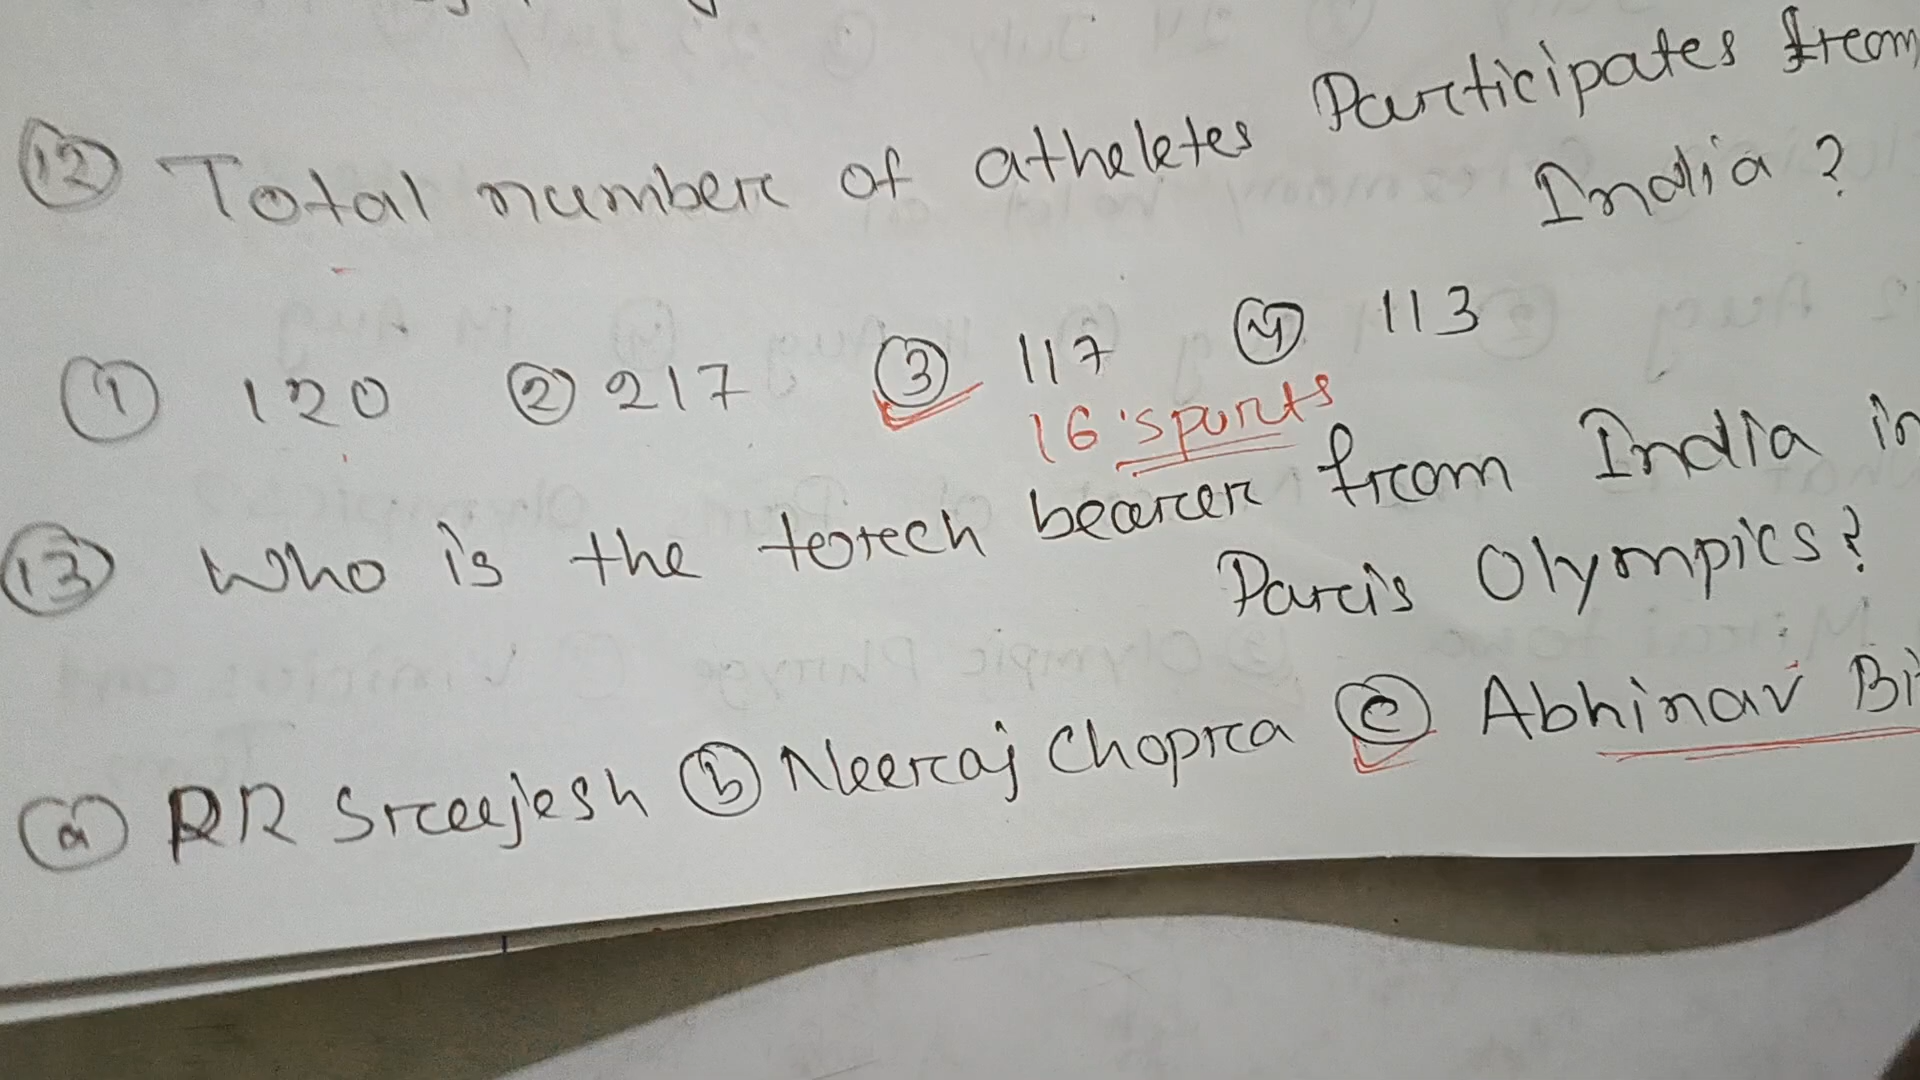 12 Total number of atheletes Participates from
India ?
1 120 2 217 3 117 4 113
16 sports
13 Who is the torech bearer from India in
Paris Olympics?
a RR Sreejesh b Neeraj Chopra c Abhinav Bi